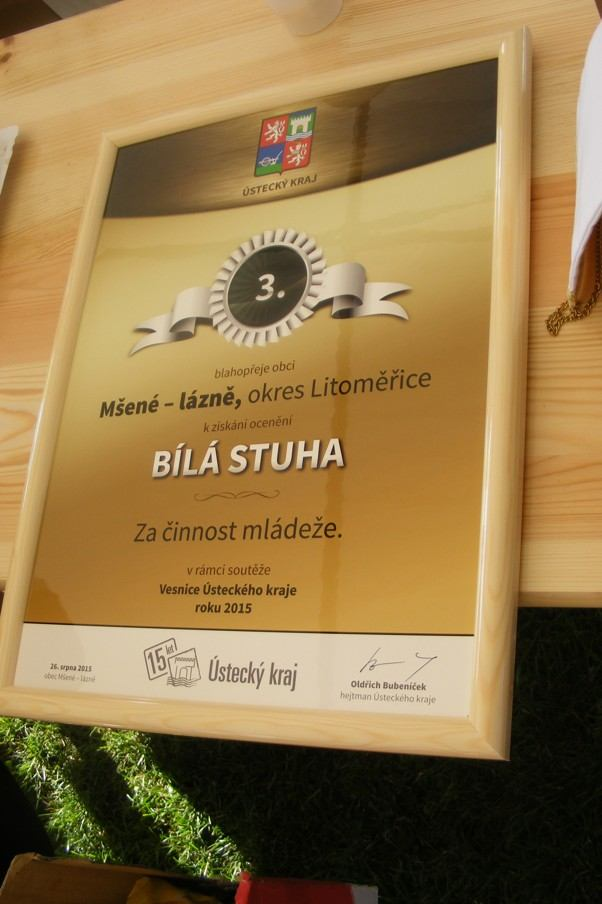 ÚSTECKÝ KRAJ
3.
blahopřeje obci
Mšené – lázně, okres Litoměřice
k získání ocenění
BÍLÁ STUHA
Za činnost mládeže.
v rámci soutěže
Vesnice Ústeckého kraje
roku 2015
26. srpna 2015
obec Mšené – lázně
15 let
Ústecký kraj
Oldřich Bubeníček
hejtman Ústeckého kraje